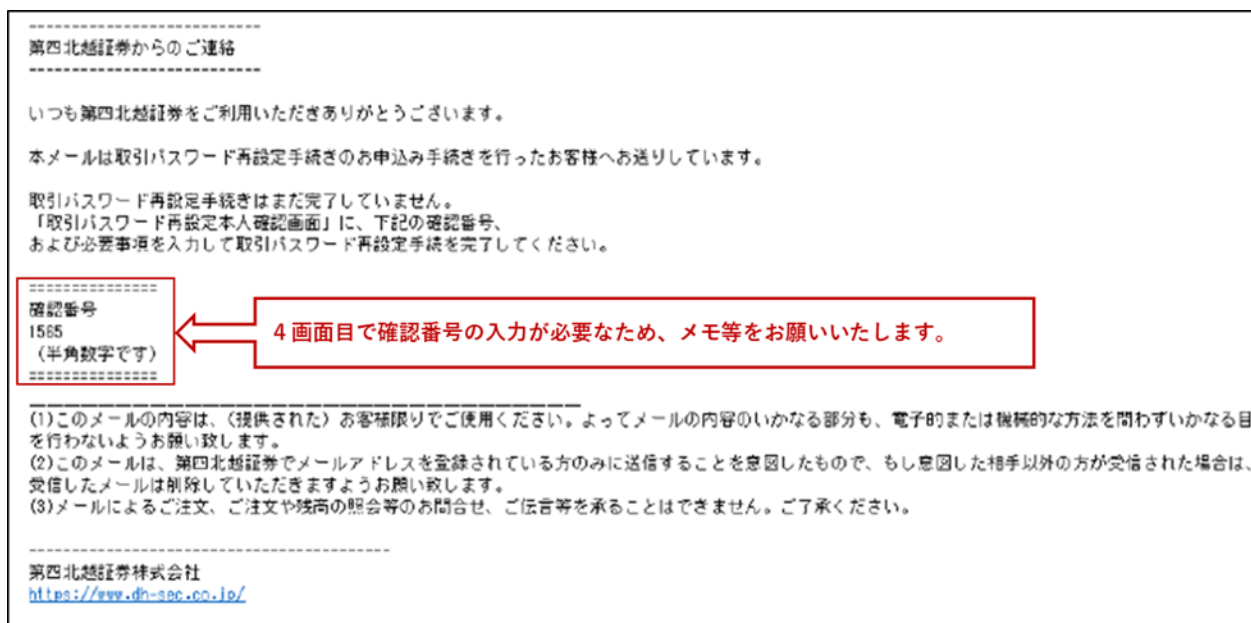 ---------------------------
第四北越証券からのご連絡
---------------------------
いつも第四北越証券をご利用いただきありがとうございます。
本メールは取引パスワード再設定手続きのお申込み手続きを行ったお客様へお送りしています。
取引パスワード再設定手続きはまだ完了していません。
「取引パスワード再設定本人確認画面」に、下記の確認番号、
および必要事項を入力して取引パスワード再設定手続を完了してください。
===============
確認番号
1565
（半角数字です）
===============
4画面目で確認番号の入力が必要なため、メモ等をお願いいたします。
(1)このメールの内容は、（提供された）お客様限りでご使用ください。よってメールの内容のいかなる部分も、電子的または機械的な方法を問わずいかなる目
を行わないようお願い致します。
(2)このメールは、第四北越証券でメールアドレスを登録されている方のみに送信することを意図したもので、もし意図した相手以外の方が受信された場合は、
受信したメールは削除していただきますようお願い致します。
(3)メールによるご注文、ご注文や残高の照会等のお問合せ、ご伝言等を承ることはできません。ご了承ください。
------------------------------------------
第四北越証券株式会社
https://www.dh-sec.co.jp/